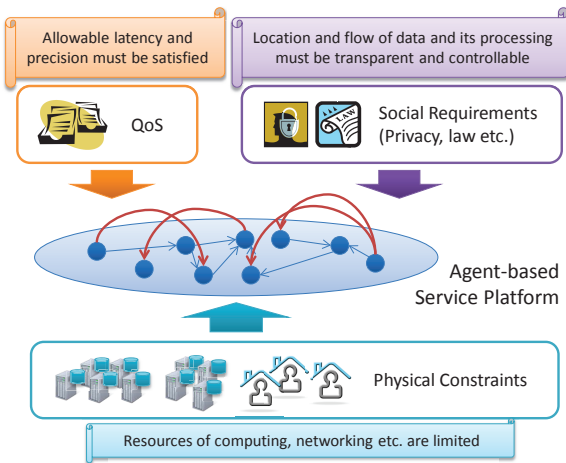 Allowable latency and
precision must be satisfied
Location and flow of data and its processing
must be transparent and controllable
QoS
LAW
Social Requirements
(Privacy, law etc.)
Agent-based
Service Platform
Physical Constraints
Resources of computing, networking etc. are limited